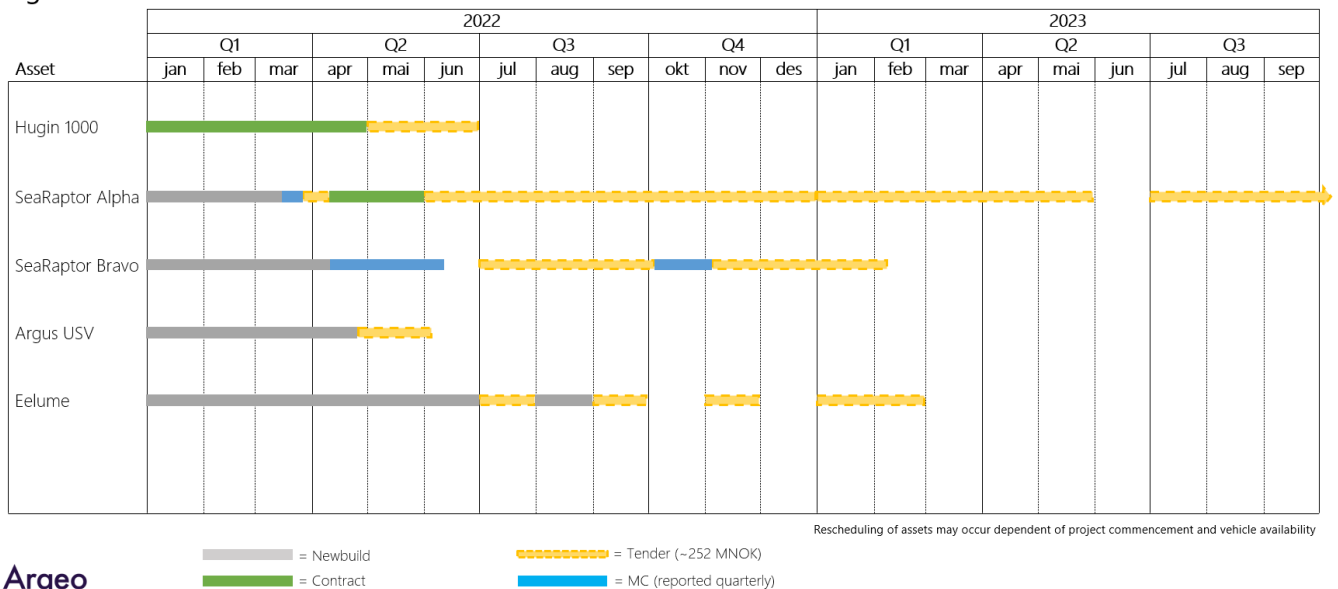 2022 2023
Q1 Q2 Q3 Q4 Q1 Q2 Q3
Asset jan feb mar apr mai jun jul aug sep okt nov des jan feb mar apr mai jun jul aug sep
Hugin 1000
SeaRaptor Alpha
SeaRaptor Bravo
Argus USV
Eelume
Rescheduling of assets may occur dependent of project commencement and vehicle availability
= Newbuild = Tender (~252 MNOK)
Argeo = Contract = MC (reported quarterly)